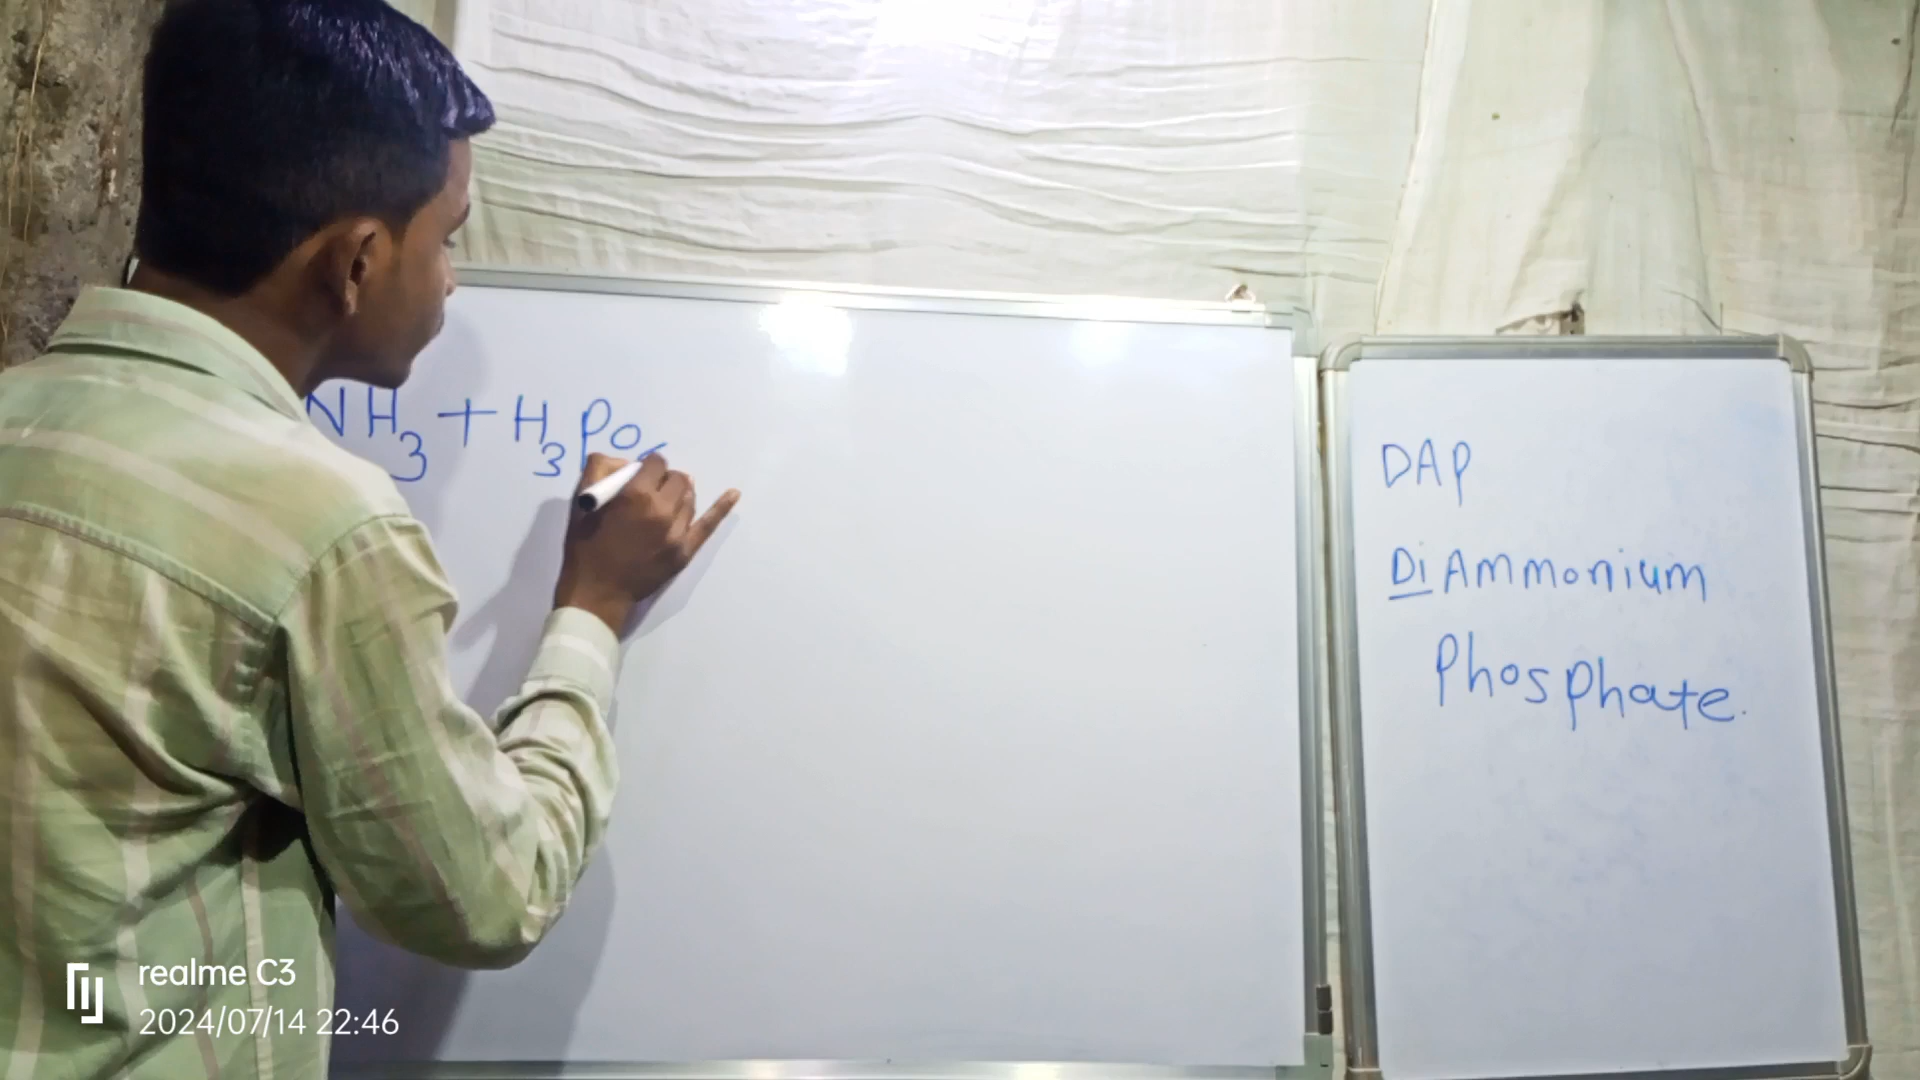 NH3 + H3PO
DAP
Di Ammonium
Phosphate.
realme C3
2024/07/14 22:46